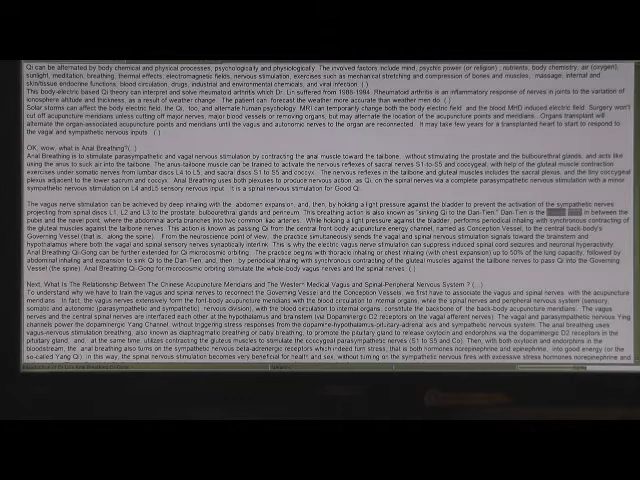 Qi can be alternated by body chemical and physical processes, psychologically and physiologically. The involved factors include mind, psychic power (or religion), nutrients, body chemistry, air (oxygen),
sunlight, meditation, breathing, thermal effects, electromagnetic fields, nervous stimulation, exercises such as mechanical stretching and compression of bones and muscles, massage, internal and
skin/tissue endocrine functions, blood circulation, drugs, industrial and environmental chemicals, and viral infection. (.)
This body-electric based Qi theory can interpret and solve rheumatoid arthritis which Dr. Lin suffered from 1986-1994. Rheumatoid arthritis is an inflammatory response of nerves in joints to the variation of
ionosphere altitude and thickness, as a result of weather change. The patient can forecast the weather more accurate than weather men do. (.)
Solar storms can affect the body electric field, the Qi, too, and alternate human psychology. MRI can temporary change both the body electric field and the blood MHD induced electric field. Surgery won't
cut off acupuncture meridians unless cutting off major nerves, major blood vessels or removing organs, but may alternate the location of the acupuncture points and meridians. Organs transplant will
alternate the organ-associated acupuncture points and meridians until the vagus and autonomic nerves to the organ are reconnected. It may take few years for a transplanted heart to start to respond to
the vagal and sympathetic nervous inputs. (.)
OK, wow, what is Anal Breathing?(.)
Anal Breathing is to stimulate parasympathetic and vagal nervous stimulation by contracting the anal muscle toward the tailbone, without stimulating the prostate and the bulbourethral glands, and acts like
using the anus to suck air into the tailbone. The anus-tailbone muscle can be trained to activate the nervous reflexes of sacral nerves S1-to-S5 and coccygeal, with help of the gluteal muscle contraction
exercises under somatic nerves from lumbar discs L4 to L5, and sacral discs S1 to S5 and coccyx. The nervous reflexes in the gluteal and gluteal muscles includes the sacral plexus, and the tiny coccygeal
plexus adjacent to the lower sacrum and coccyx. Anal Breathing uses both plexuses to produce nervous action, as Qi, on the spinal nerves via a complete parasympathetic nervous stimulation with a minor
sympathetic nervous stimulation on L4 andL5 sensory nervous input. It is a spinal nervous stimulation for Good Qi.
The vagus nerve stimulation can be achieved by deep inhaling with the abdomen expansion, and, then, by holding a light pressure against the bladder to prevent the activation of the sympathetic nerves
projecting from spinal discs L1, L2 and L3 to the prostate, bulbourethral glands and perineum. This breathing action is also known as "sinking Qi to the Dan-Tien." Dan-Tien is the in between the
pubis and the navel point, where the abdominal aorta branches into two common iliac arteries. While holding a light pressure against the bladder, performs periodical inhaling with synchronous contracting of
the gluteal muscles against the tailbone nerves. This action is known as passing Qi from the central front-body acupuncture energy channel, named as Conception Vessel, to the central back-body's
Governing Vessel (that is, along the spine). From the neuroscience point of view, the practice simultaneously sends the vagal and spinal nervous stimulation signals toward the brainstem and
hypothalamus where both the vagal and spinal sensory nerves synaptically interlink. This is why the electric vagus nerve stimulation can suppress induced spinal cord seizures and neuronal hyperactivity.
Anal Breathing Qi-Gong can be further extended for Qi microcosmic orbiting. The practice begins with thoracic inhaling or chest inhaling (with chest expansion) up to 50% of the lung capacity, followed by
abdominal inhaling and expansion to sink Qi to the Dan-Tien, and, then, by periodical inhaling with synchronous contracting of the gluteal muscles against the tailbone nerves to pass Qi into the Governing
Vessel (the spine). Anal Breathing Qi-Gong for microcosmic orbiting stimulate the whole-body vagus nerves and the spinal nerves. (.)
Next, What Is The Relationship Between The Chinese Acupuncture Meridians and The Western Medical Vagus and Spinal-Peripheral Nervous System ? (.)
To understand why we have to train the vagus and spinal nerves to reconnect the Governing Vessel and the Conception Vessels, we first have to associate the vagus and spinal nerves with the acupuncture
meridians. In fact, the vagus nerves extensively form the font-body acupuncture meridians with the blood circulation to internal organs, while the spinal nerves and peripheral nervous system (sensory,
somatic and autonomic (parasympathetic and sympathetic) nervous division), with the blood circulation to internal organs, constitute the backbone of the back-body acupuncture meridians. The vagus
nerves and the central spinal nerves are interfaced each other at the hypothalamus and brainstem (via Dopaminergic D2 receptors on the afferent vagal nerves). The vagal and parasympathetic nervous Ying
channels power the dopaminergic Yang Channel, without triggering stress responses from the dopamine-hypothalamus-pituitary-adrenal axis and sympathetic nervous system. The anal breathing uses
vagus-nervous stimulation breathing, also known as diaphragmatic breathing or baby breathing, to promote the pituitary gland to release oxytocin and endorphins via the dopaminergic D2 receptors in the
pituitary gland, and, at the same time, utilizes contracting the gluteus muscles to stimulate the coccygeal parasympathetic nerves (S1 to S5 and Co). Then, with both oxytocin and endorphins in the
bloodstream, the anal breathing also turns on the sympathetic nerves beta-adrenergic receptors which indeed turn stress, that is both hormones norepinephrine and epinephrine, into good energy (or the
so-called Yang Qi). In this way, the spinal nervous stimulation becomes very beneficial for health and sex, without turning on the sympathetic nerves fires with excessive stress hormones norepinephrine and